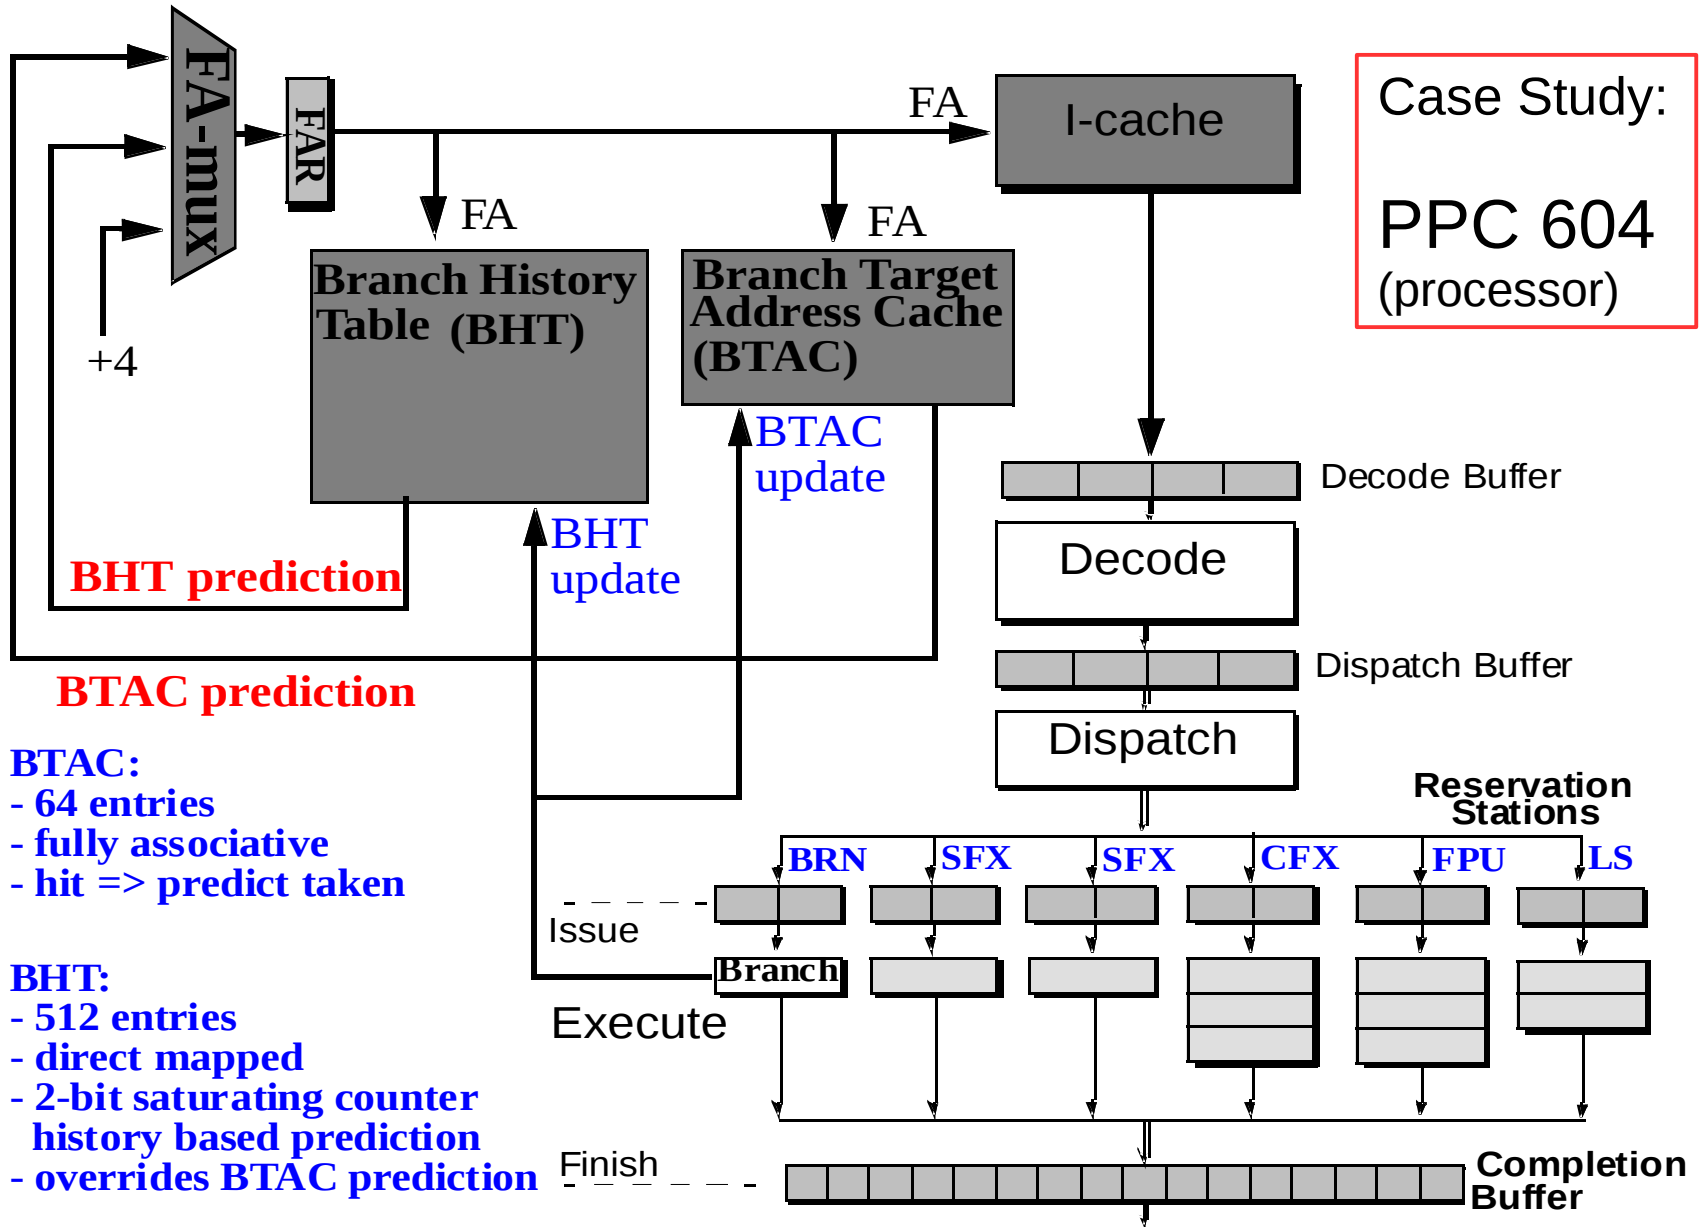 FA-mux
FAR
FA
I-cache
Case Study:
PPC 604
(processor)
FA
FA
+4
Branch History
Table (BHT)
Branch Target
Address Cache
(BTAC)
BTAC
update
Decode Buffer
BHT
update
Decode
BHT prediction
Dispatch Buffer
BTAC prediction
Dispatch
BTAC:
- 64 entries
- fully associative
- hit => predict taken
Reservation
Stations
BRN SFX SFX CFX FPU LS
Issue
Branch
Execute
BHT:
- 512 entries
- direct mapped
- 2-bit saturating counter
history based prediction
- overrides BTAC prediction
Finish
Completion
Buffer